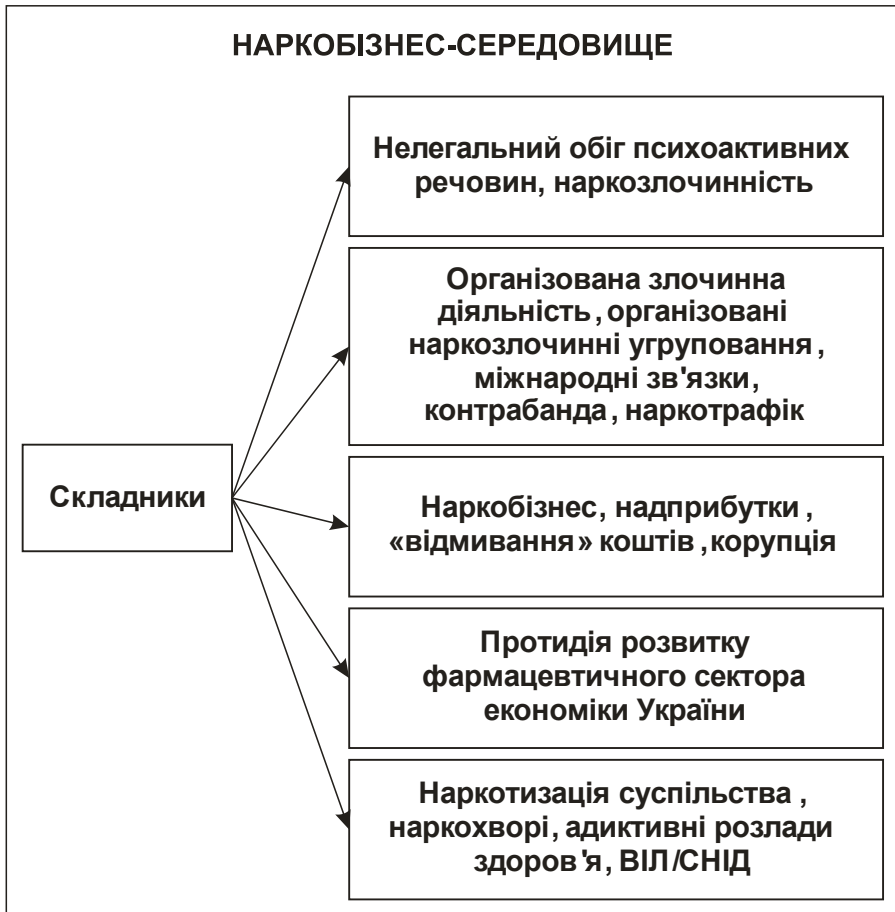 НАРКОБІЗНЕС-СЕРЕДОВИЩЕ
Нелегальний обіг психоактивних
речовин, наркозлочинність
Організована злочинна
діяльність, організовані
наркозлочинні угруповання,
міжнародні зв'язки,
контрабанда, наркотрафік
Складники
Наркобізнес, надприбутки,
«відмивання» коштів, корупція
Протидія розвитку
фармацевтичного сектора
економіки України
Наркотизація суспільства,
наркохворі, адиктивні розлади
здоров'я, ВІЛ/СНІД